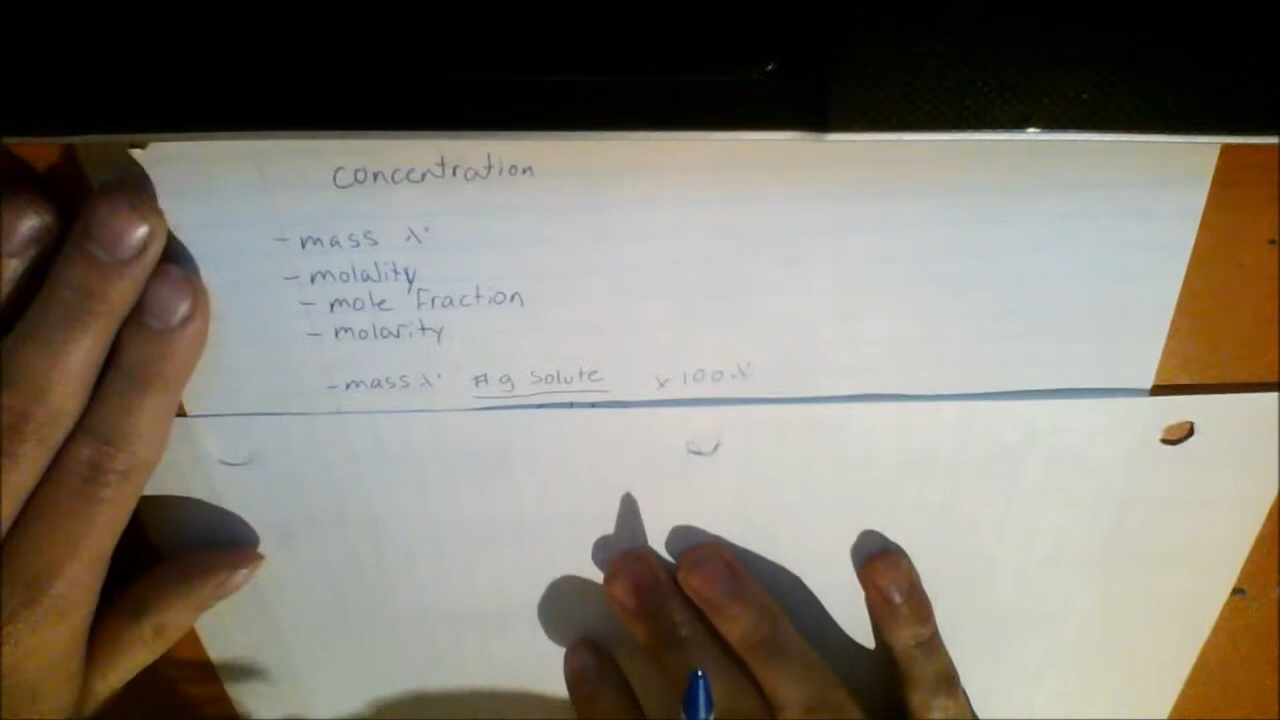 concentration
- mass %
- molality
- mole fraction
- molarity
- mass % # g solute x 100%